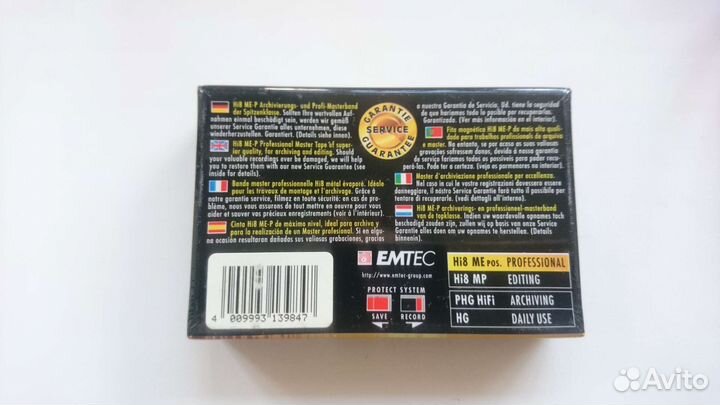 Hi8 ME-P Archivierungs- und Profi-Masterband
der Spitzenklasse. Sollten Ihre wertvollen Auf-
nahmen einmal beschädigt sein, werden wir gemäß
unserer Service Garantie alles unternehmen, diese
wiederherzustellen. (Details siehe innen).
Hi8 ME-P Professional Master Tape of super-
ior quality, for archiving and editing. Should
your valuable recordings ever be damaged, we will help
you to restore them with our new Service Guarantee (see
inside for details).
Bande master professionnelle Hi8 métal évaporé. Idéale
pour les travaux de montage et l'archivage. Grâce à
notre garantie service, filmez en toute sécurité: en cas de pro-
blème, nous vous assurons de tout mettre en oeuvre pour vous
aider et sauver vos précieux enregistrements (voir à l'intérieur).
Cinta Hi8 ME-P de máximo nivel, ideal para archivo y
para la realización de un Master profesional. Si en algu-
na ocasión resultaran dañadas sus valiosas grabaciones, gracias
GARANTIE
SERVICE
GUARANTEE
a nuestra Garantía de Servicio, Ud. tiene la seguridad
de que haremos todo lo posible por recuperarlas.
Garantizado. (Ver más información en el interior).
Fita magnética Hi8 ME-P da mais alta quali-
dade para trabalhos profissionais de arquivo
e master. No entanto, se por acaso as suas valiosas
gravações sofressem danos, devido à nossa garantia
de serviço faríamos todos os possíveis para recu-
perá-las. Pode ter a certeza. (veja os pormenores no interior).
Master d'archiviazione professionale per eccellenza.
Nel caso in cui le vostre registrazioni dovessero essere
danneggiate, il nostro Service Garantie farà tutto il possibile per
tentare di recuperarle. (vedi dettagli all'interno).
Hi8 ME-P archiverings- en professioneel-masterband
van de topklasse. Indien uw waardevolle opnames toch
beschadigd zouden zijn, zullen wij op basis van onze Service
Garantie alles doen om uw opnames te herstellen. (Details
binnenin).
EMTEC
http://www.emtec-group.com
PROTECT SYSTEM
SAVE RECORD
Hi8 ME POS. PROFESSIONAL
Hi8 MP EDITING
PHG HiFi ARCHIVING
HG DAILY USE
4 009993 139847
Avito